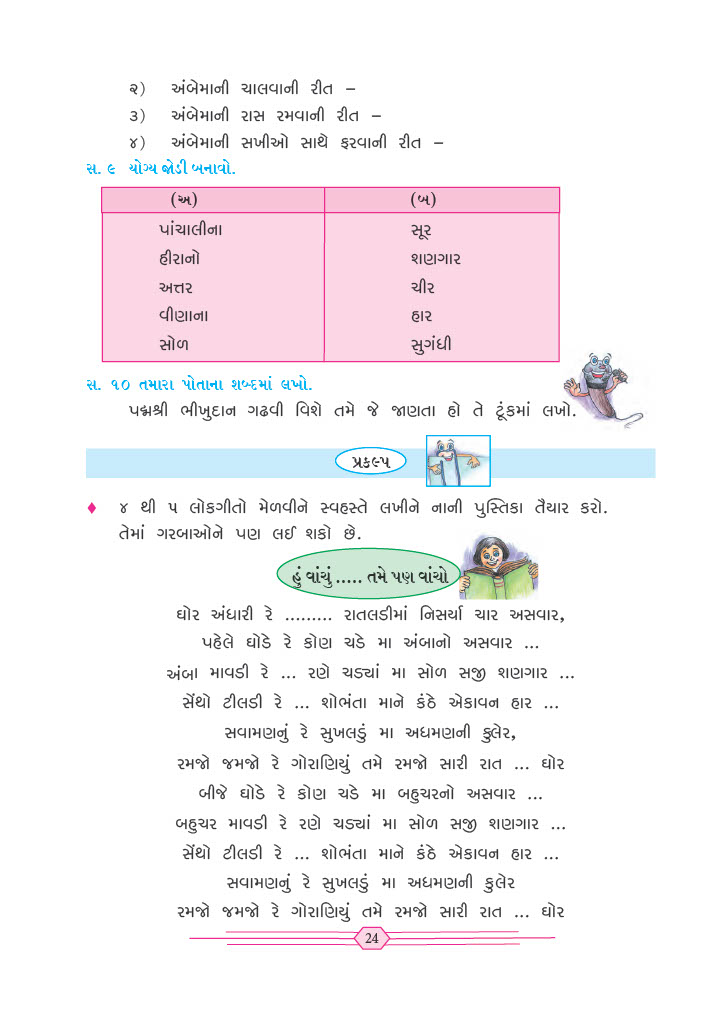 ૨) અંબેમાની ચાલવાની રીત –
૩) અંબેમાની રાસ રમવાની રીત –
૪) અંબેમાની સખીઓ સાથે ફરવાની રીત –
સ. ૯ યોગ્ય જોડી બનાવો.
(અ) (બ)
પાંચાલીના સૂર
હીરાનો શણગાર
અત્તર ચીર
વીણાના હાર
સોળ સુગંધી
સ. ૧૦ તમારા પોતાના શબ્દમાં લખો.
પદ્મશ્રી ભીખુદાન ગઢવી વિશે તમે જે જાણતા હો તે ટૂંકમાં લખો.
પ્રકલ્પ
♦ ૪ થી ૫ લોકગીતો મેળવીને સ્વહસ્તે લખીને નાની પુસ્તિકા તૈયાર કરો.
તેમાં ગરબાઓને પણ લઈ શકો છે.
હું વાંચું ..... તમે પણ વાંચો
ઘોર અંધારી રે ......... રાતલડીમાં નિસર્યા ચાર અસવાર,
પહેલે ઘોડે રે કોણ ચડે મા અંબાનો અસવાર ...
અંબા માવડી રે ... રણે ચડ્યાં મા સોળ સજી શણગાર ...
સેંથો ટીલડી રે ... શોભંતા માને કંઠે એકાવન હાર ...
સવામણનું રે સુખલડું મા અધમણની કુલેર,
રમજો જમજો રે ગોરાણિયું તમે રમજો સારી રાત ... ઘોર
બીજે ઘોડે રે કોણ ચડે મા બહુચરનો અસવાર ...
બહુચર માવડી રે રણે ચડ્યાં મા સોળ સજી શણગાર ...
સેંથો ટીલડી રે ... શોભંતા માને કંઠે એકાવન હાર ...
સવામણનું રે સુખલડું મા અધમણની કુલેર
રમજો જમજો રે ગોરાણિયું તમે રમજો સારી રાત ... ઘોર
24